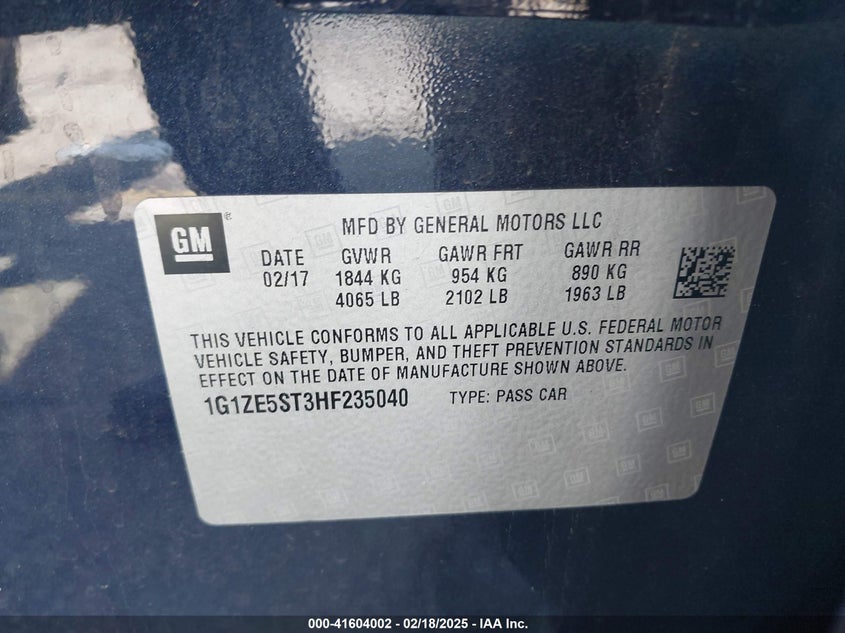 GM
MFD BY GENERAL MOTORS LLC
DATE GVWR GAWR FRT GAWR RR
02/17 1844 KG 954 KG 890 KG
4065 LB 2102 LB 1963 LB
THIS VEHICLE CONFORMS TO ALL APPLICABLE U.S. FEDERAL MOTOR
VEHICLE SAFETY, BUMPER, AND THEFT PREVENTION STANDARDS IN
EFFECT ON THE DATE OF MANUFACTURE SHOWN ABOVE.
1G1ZE5ST3HF235040 TYPE: PASS CAR
000-41604002 - 02/18/2025 - IAA Inc.